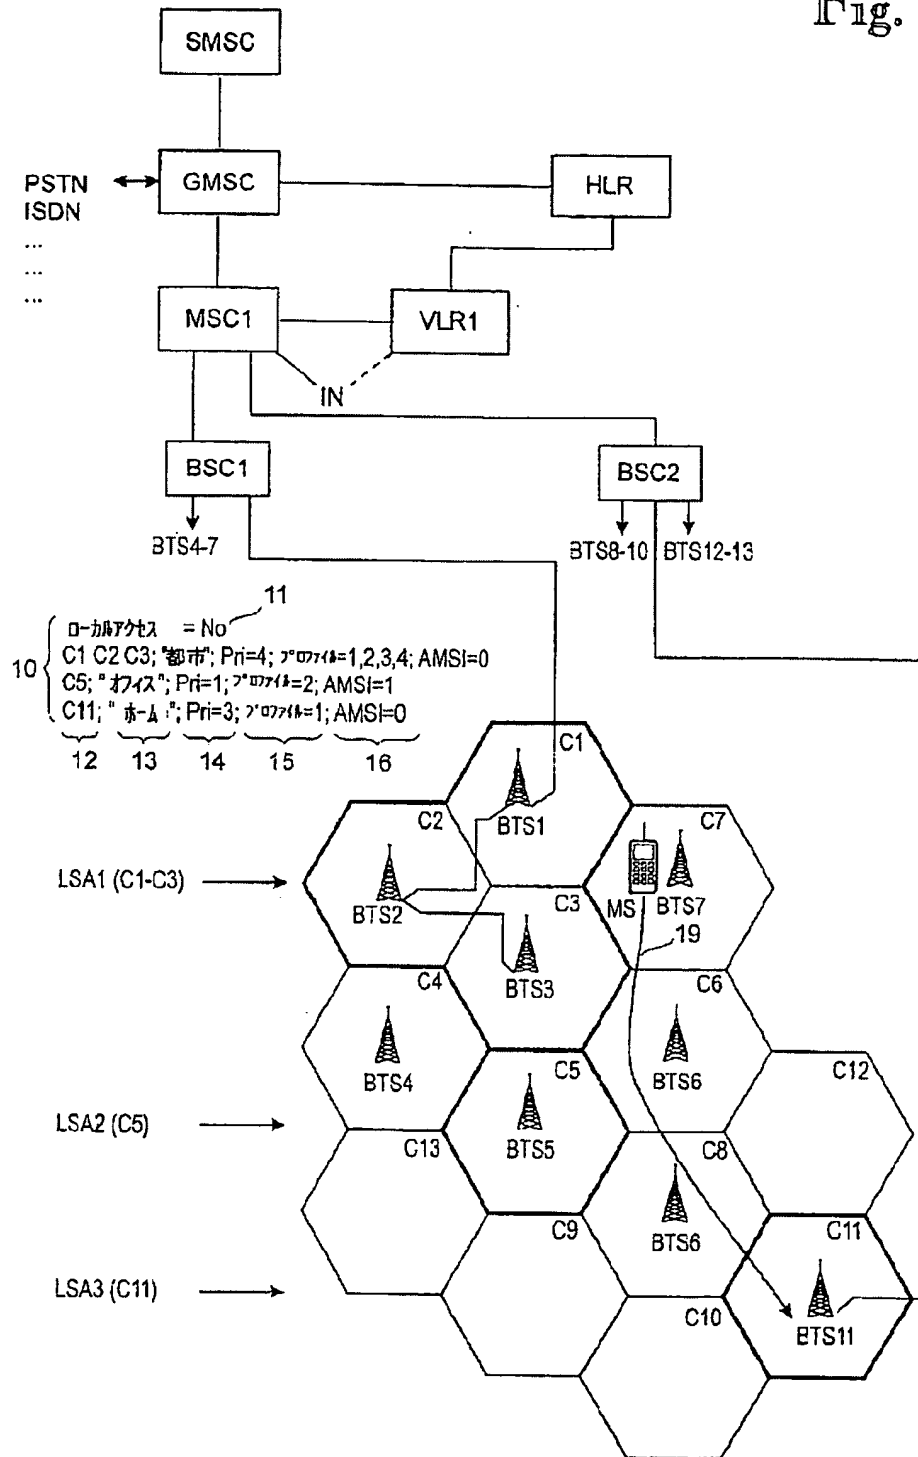 Fig.
SMSC
PSTN
ISDN
...
...
...
GMSC
HLR
MSC1
VLR1
IN
BSC1
BSC2
BTS4-7
BTS8-10
BTS12-13
11
10
ローカルアクセス = No
C1 C2 C3; "都市"; Pri=4; プロファイル=1,2,3,4; AMSI=0
C5; "オフィス"; Pri=1; プロファイル=2; AMSI=1
C11; "ホーム"; Pri=3; プロファイル=1; AMSI=0
12 13 14 15 16
C1
BTS1
C2
C7
LSA1 (C1-C3)
BTS2
C3
MS
BTS7
19
BTS3
C4
C6
BTS4
C5
BTS6
C12
LSA2 (C5)
BTS5
C13
C8
C9
BTS6
C11
LSA3 (C11)
C10
BTS11